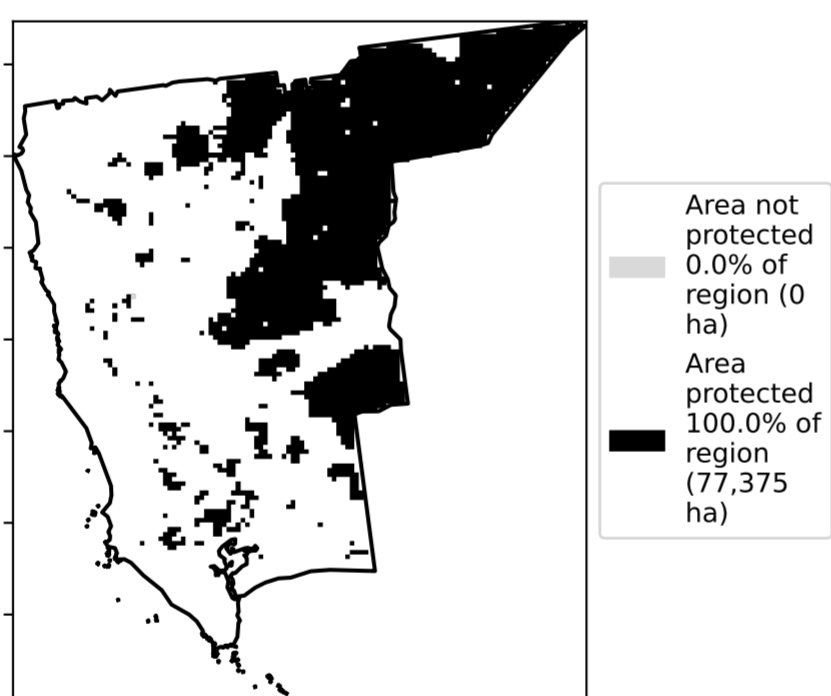 Area not
protected
0.0% of
region (0
ha)
Area
protected
100.0% of
region
(77,375
ha)